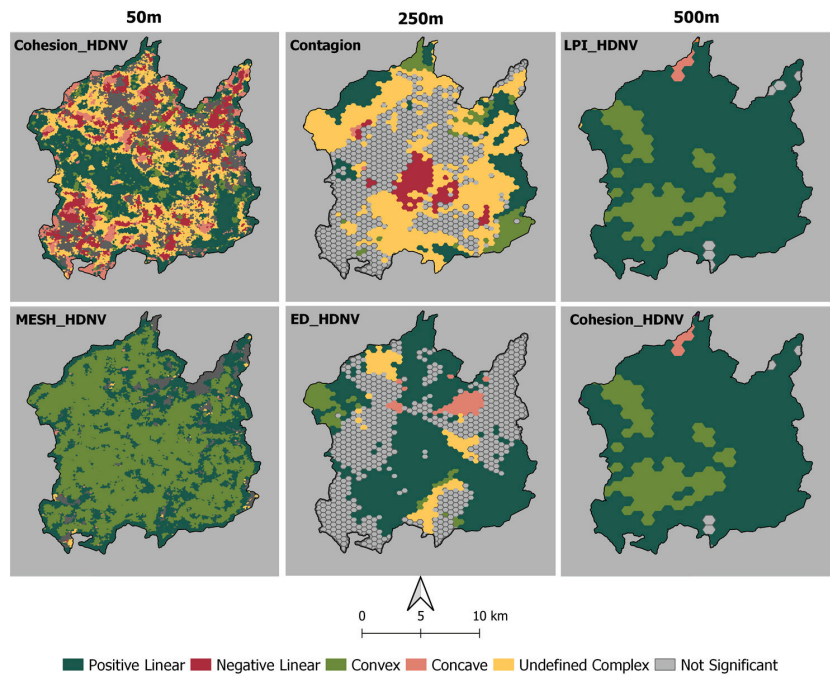 50m 250m 500m
Cohesion_HDNV Contagion LPI_HDNV
MESH_HDNV ED_HDNV Cohesion_HDNV
0 5 10 km
Positive Linear Negative Linear Convex Concave Undefined Complex Not Significant